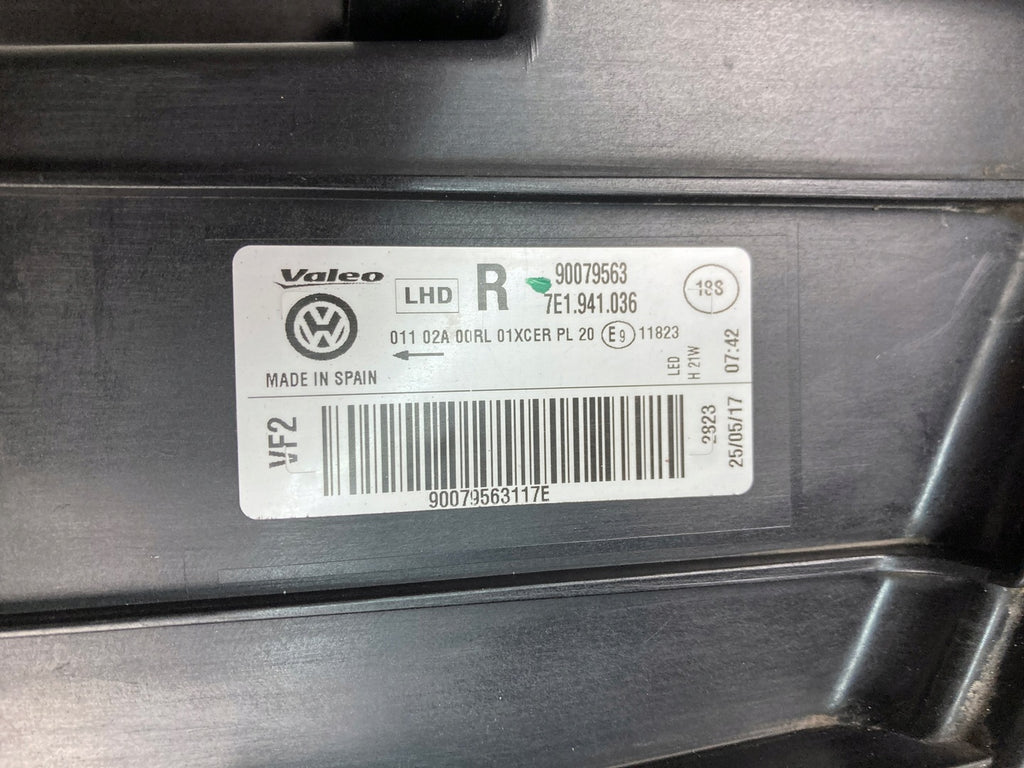 Valeo
LHD
R
90079563
7E1.941.036
18S
011 02A 00RL 01XCER PL 20 E9 11823
MADE IN SPAIN
LED
H 21W
07:42
VF2
2823
25/05/17
90079563117E